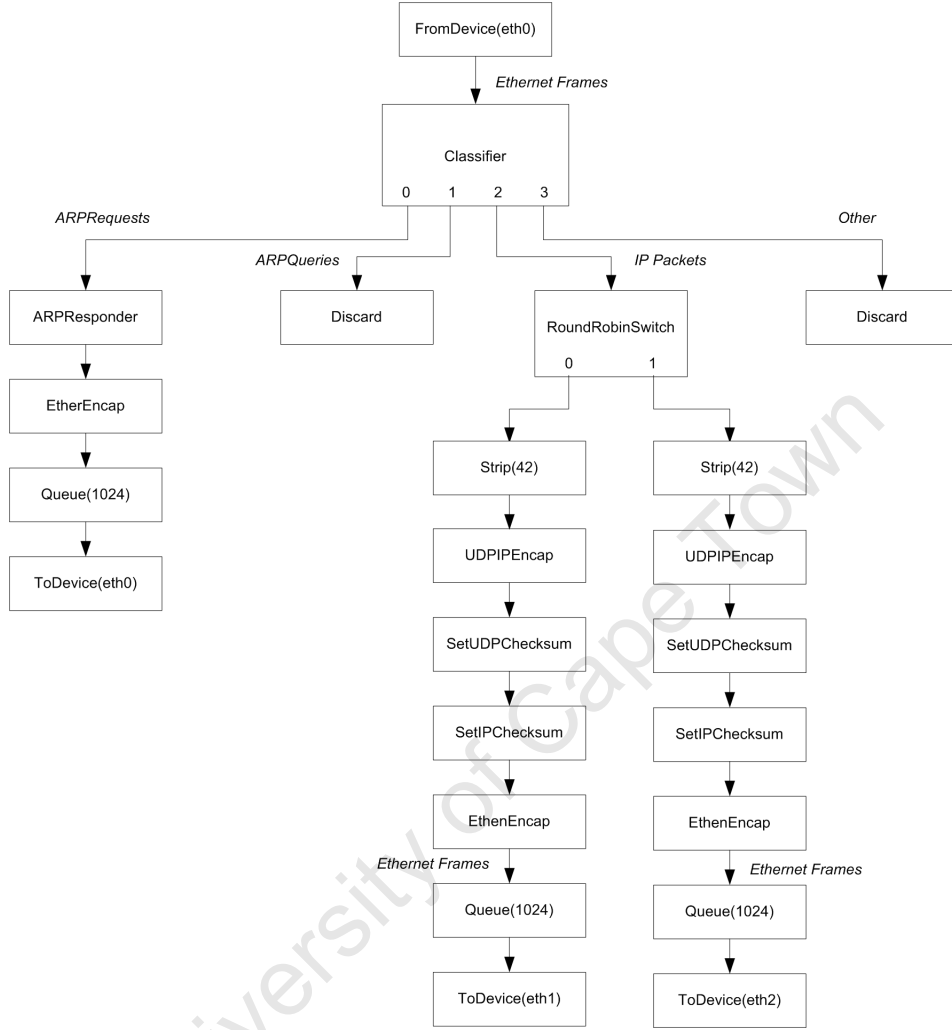 FromDevice(eth0)
Ethernet Frames
Classifier
0 1 2 3
ARPRequests
ARPQueries
IP Packets
Other
ARPResponder
Discard
RoundRobinSwitch
0 1
Discard
EtherEncap
Queue(1024)
ToDevice(eth0)
Strip(42)
UDPIPEncap
SetUDPChecksum
SetIPChecksum
EthenEncap
Ethernet Frames
Queue(1024)
ToDevice(eth1)
Strip(42)
UDPIPEncap
SetUDPChecksum
SetIPChecksum
EthenEncap
Ethernet Frames
Queue(1024)
ToDevice(eth2)
of Cape Town